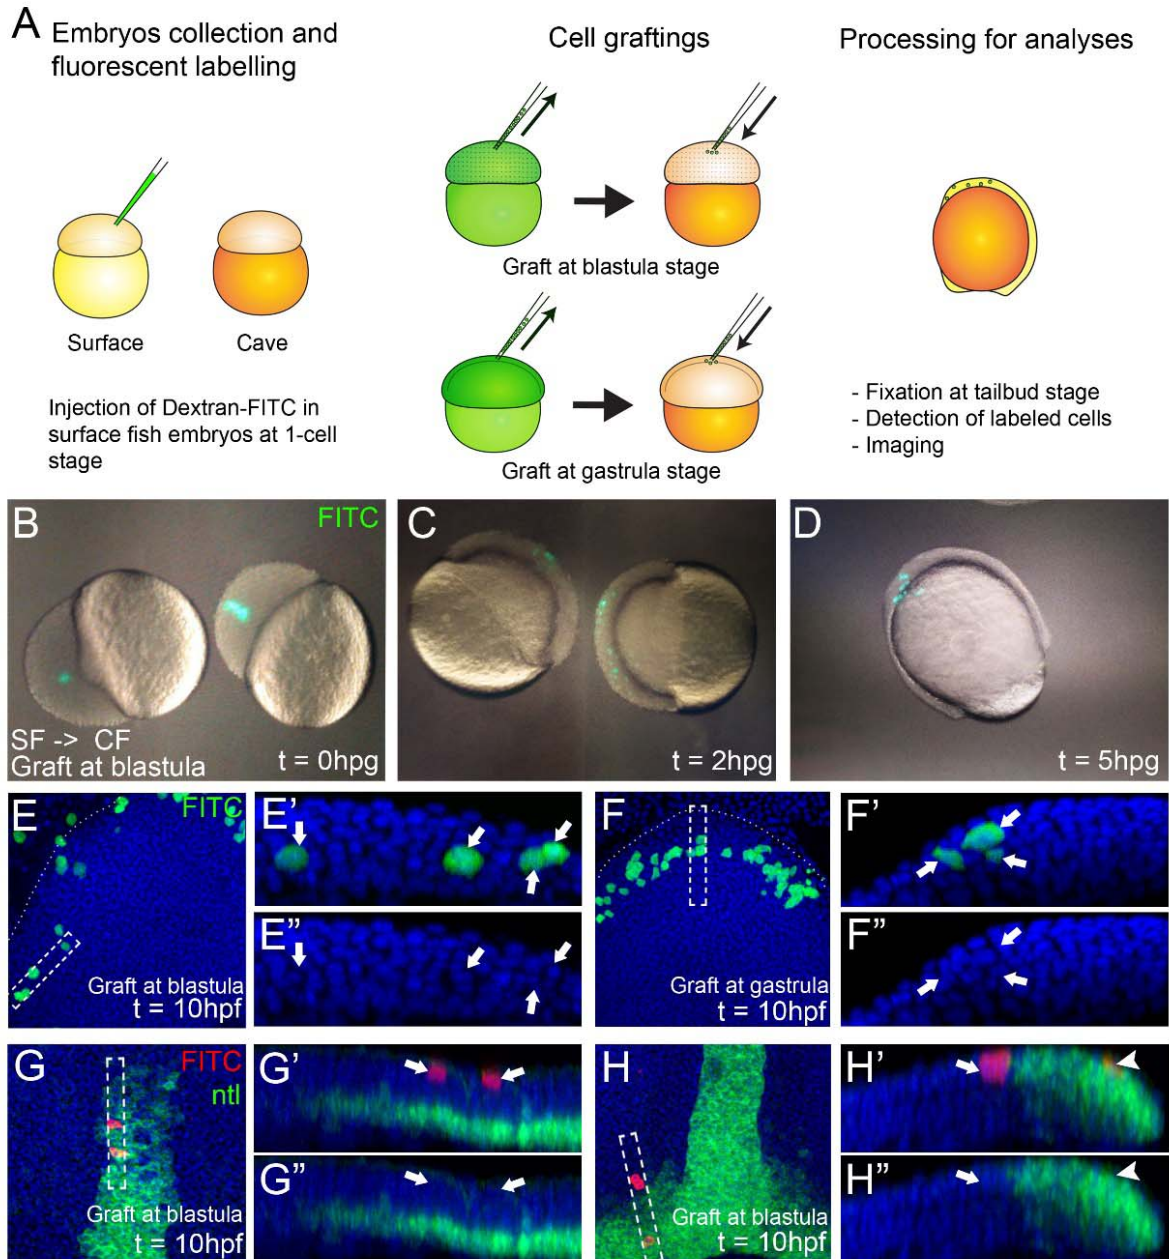 A
Embryos collection and
fluorescent labelling
Cell graftings
Processing for analyses
Graft at blastula stage
Surface
Cave
Injection of Dextran-FITC in
surface fish embryos at 1-cell
stage
Graft at gastrula stage
- Fixation at tailbud stage
- Detection of labeled cells
- Imaging
B
FITC
SF -> CF
Graft at blastula
t = 0hpg
C
t = 2hpg
D
t = 5hpg
E
FITC
Graft at blastula
t = 10hpf
E'
E"
F
Graft at gastrula
t = 10hpf
F'
F"
G
FITC
ntl
Graft at blastula
t = 10hpf
G'
G"
H
Graft at blastula
t = 10hpf
H'
H"